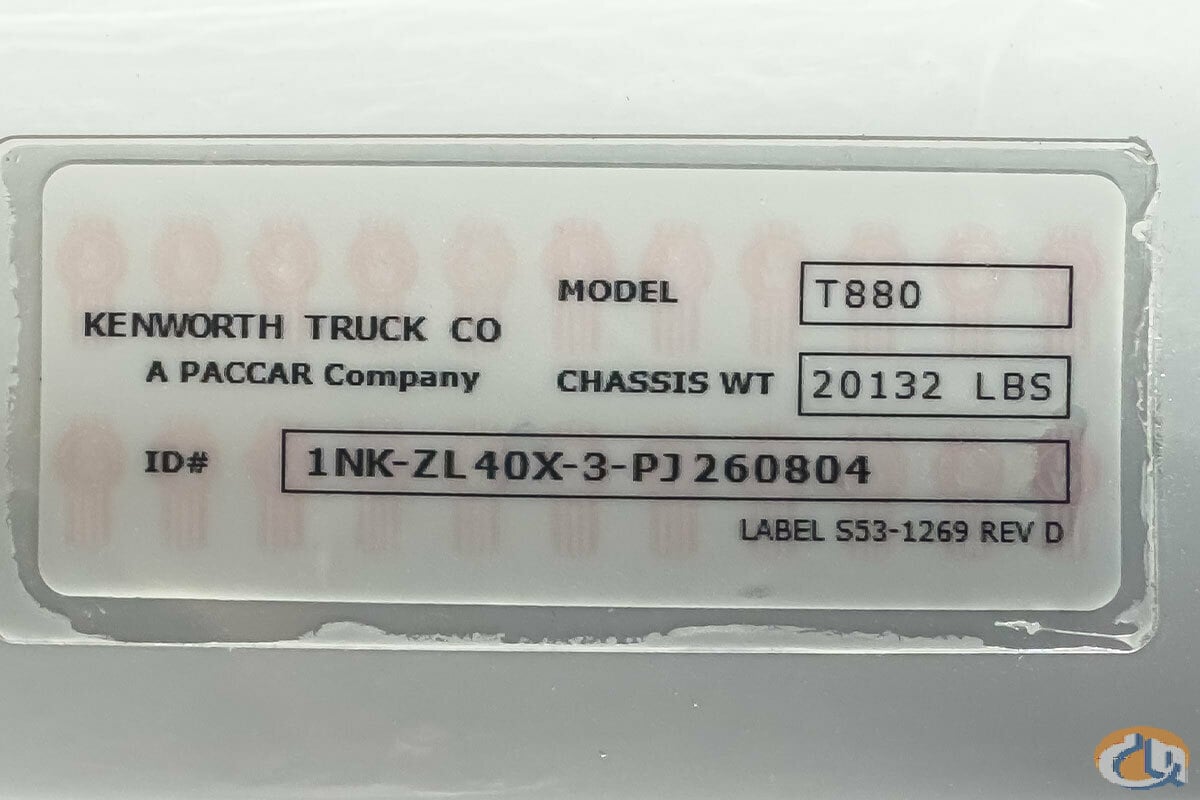 MODEL T880
KENWORTH TRUCK CO
A PACCAR Company
CHASSIS WT 20132 LBS
ID# 1NK-ZL40X-3-PJ260804
LABEL S53-1269 REV D